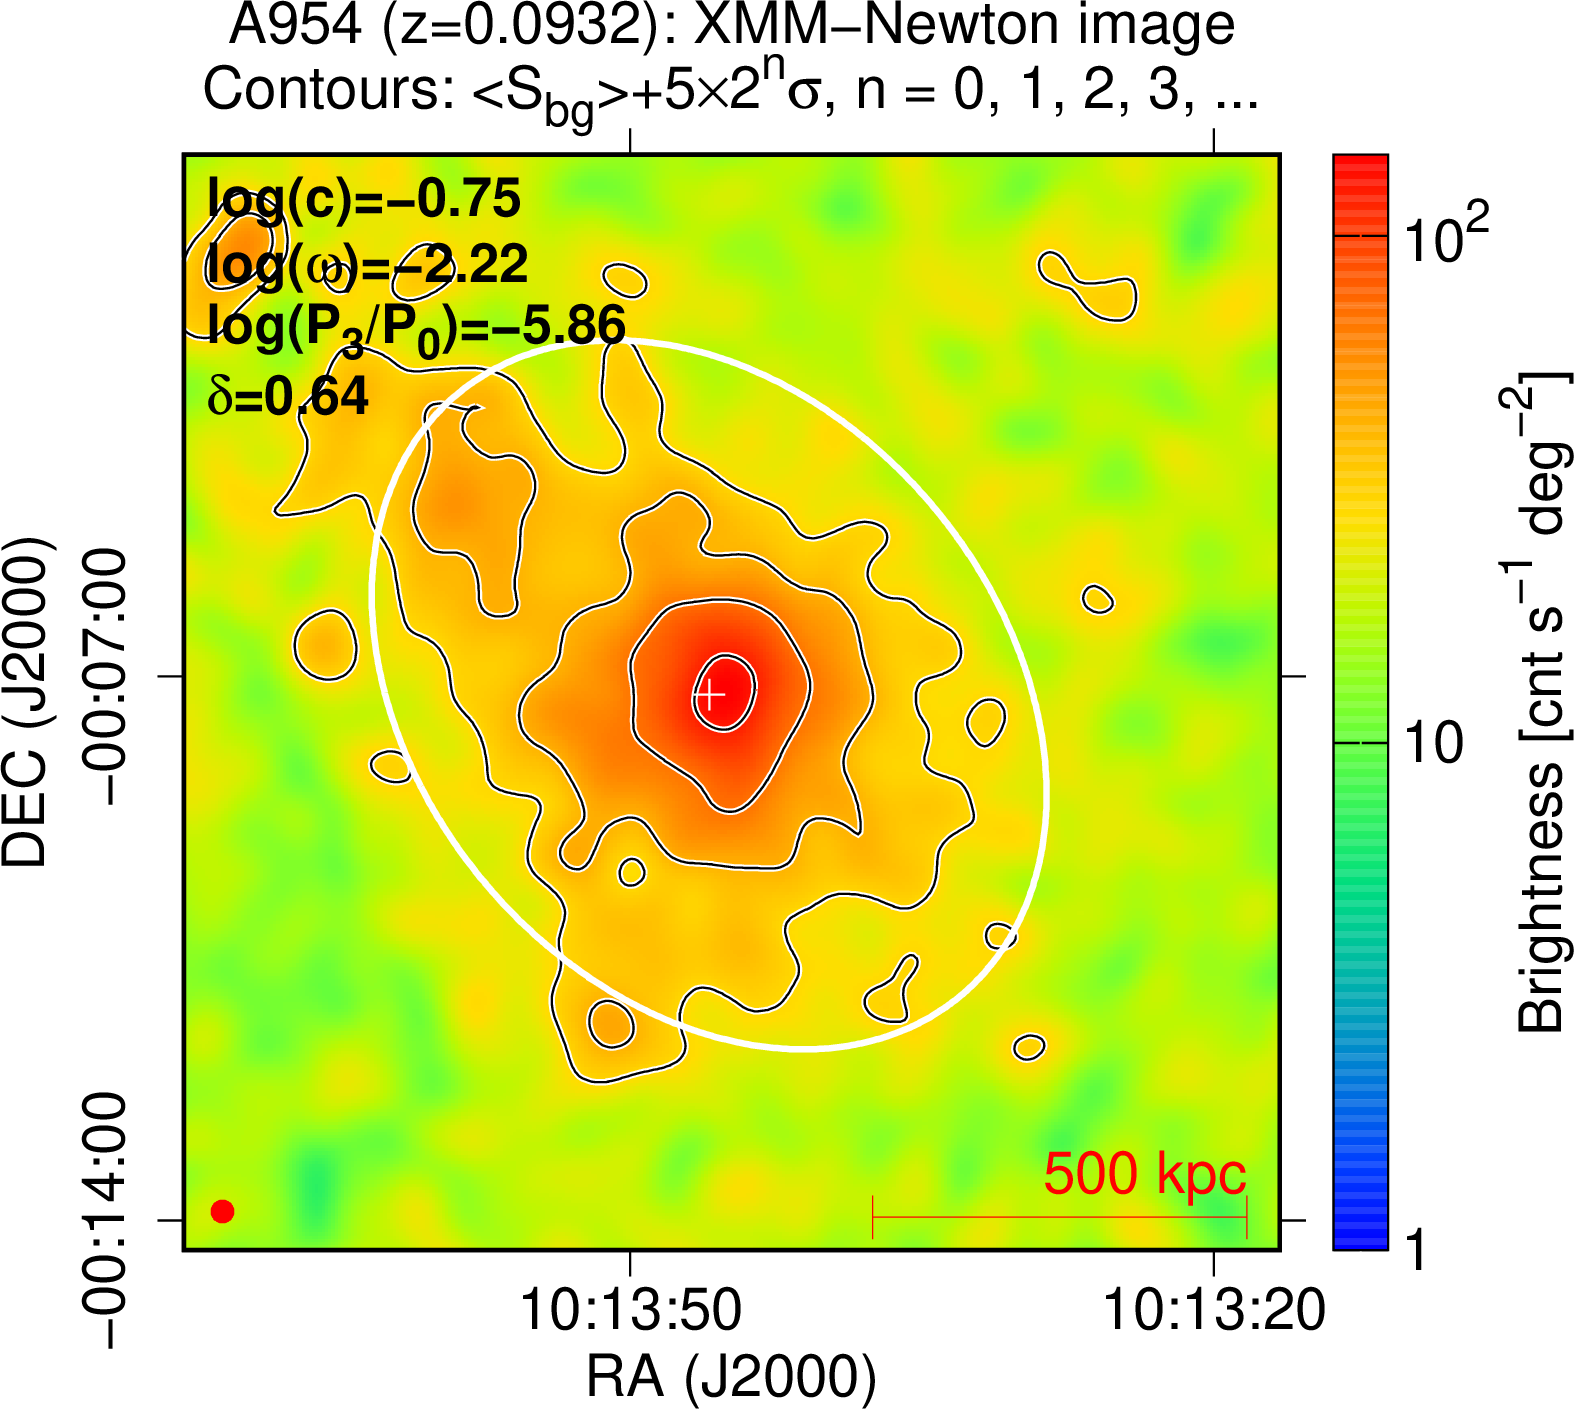 A954 (z=0.0932): XMM−Newton image
Contours: <S_bg>+5×2^nσ, n = 0, 1, 2, 3, ...
log(c)=−0.75
log(ω)=−2.22
log(P_3/P_0)=−5.86
δ=0.64
500 kpc
10^2
10
1
Brightness [cnt s^−1 deg^−2]
DEC (J2000)
−00:07:00
−00:14:00
10:13:50
10:13:20
RA (J2000)